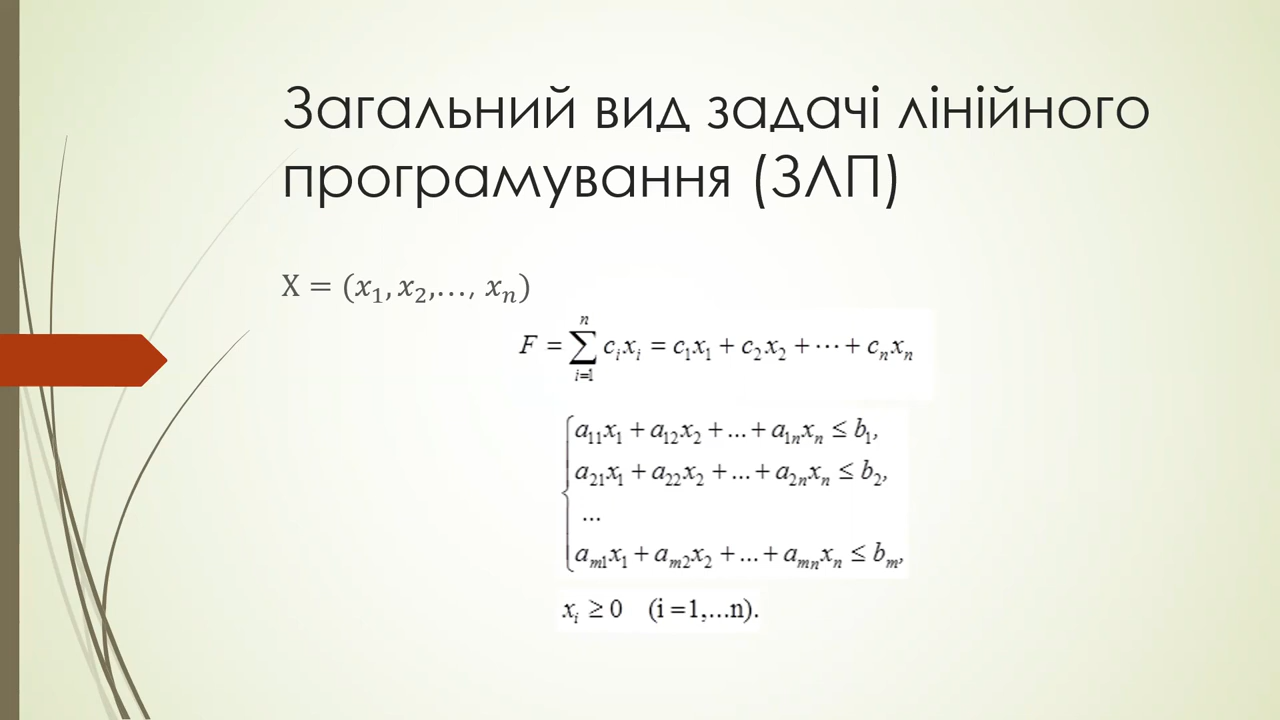 Загальний вид задачі лінійного
програмування (ЗЛП)
X = (x₁, x₂,…, xₙ)
F = ∑ᵢ₌₁ⁿ cᵢxᵢ = c₁x₁ + c₂x₂ + ⋯ + cₙxₙ
a₁₁x₁ + a₁₂x₂ + ... + a₁ₙxₙ ≤ b₁,
a₂₁x₁ + a₂₂x₂ + ... + a₂ₙxₙ ≤ b₂,
...
aₘ₁x₁ + aₘ₂x₂ + ... + aₘₙxₙ ≤ bₘ,
xᵢ ≥ 0 (i =1,...n).